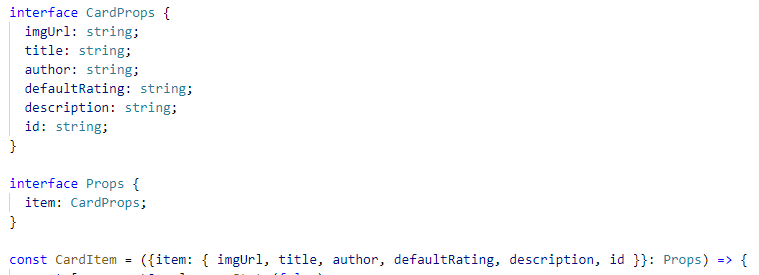 interface CardProps {
imgUrl: string;
title: string;
author: string;
defaultRating: string;
description: string;
id: string;
}
interface Props {
item: CardProps;
}
const CardItem = ({item: { imgUrl, title, author, defaultRating, description, id }}: Props) => {